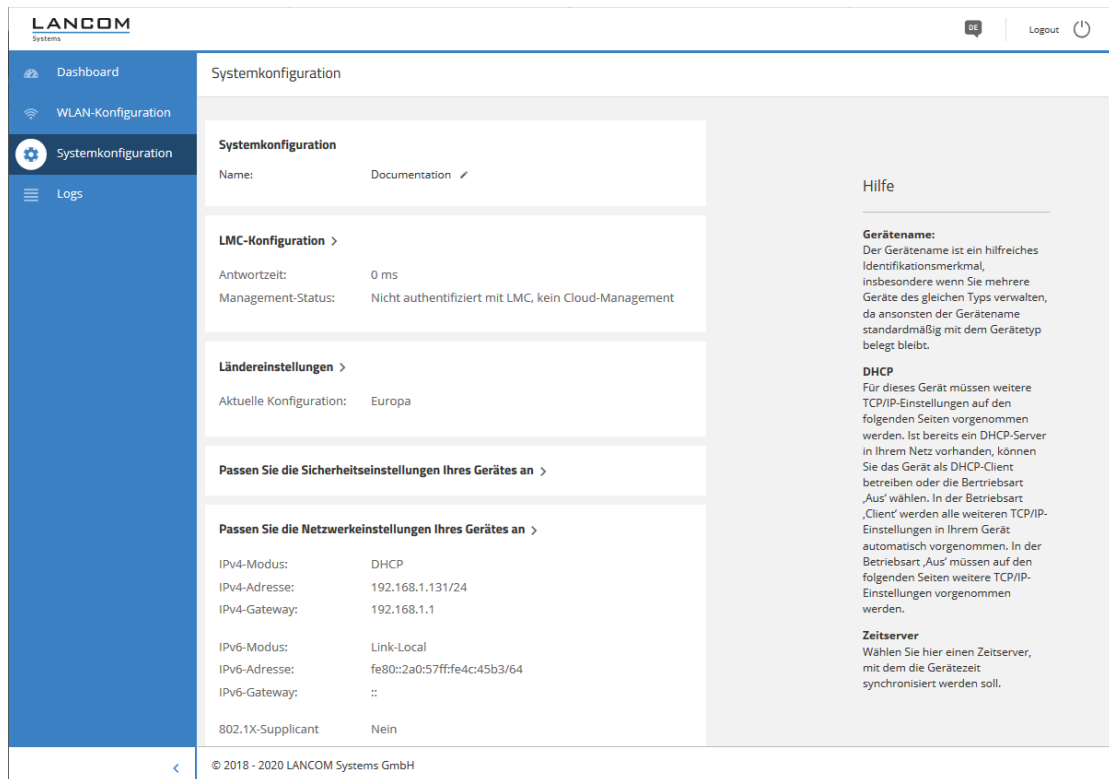 LANCOM
Systems
DE
Logout
Dashboard
WLAN-Konfiguration
Systemkonfiguration
Logs
Systemkonfiguration
Systemkonfiguration
Name: Documentation
LMC-Konfiguration >
Antwortzeit: 0 ms
Management-Status: Nicht authentifiziert mit LMC, kein Cloud-Management
Ländereinstellungen >
Aktuelle Konfiguration: Europa
Passen Sie die Sicherheitseinstellungen Ihres Gerätes an >
Passen Sie die Netzwerkeinstellungen Ihres Gerätes an >
IPv4-Modus: DHCP
IPv4-Adresse: 192.168.1.131/24
IPv4-Gateway: 192.168.1.1
IPv6-Modus: Link-Local
IPv6-Adresse: fe80::2a0:57ff:fe4c:45b3/64
IPv6-Gateway: ::
802.1X-Supplicant Nein
Hilfe
Gerätename:
Der Gerätename ist ein hilfreiches
Identifikationsmerkmal,
insbesondere wenn Sie mehrere
Geräte des gleichen Typs verwalten,
da ansonsten der Gerätename
standardmäßig mit dem Gerätetyp
belegt bleibt.
DHCP
Für dieses Gerät müssen weitere
TCP/IP-Einstellungen auf den
folgenden Seiten vorgenommen
werden. Ist bereits ein DHCP-Server
in Ihrem Netz vorhanden, können
Sie das Gerät als DHCP-Client
betreiben oder die Bertriebsart
‚Aus’ wählen. In der Betriebsart
‚Client’ werden alle weiteren TCP/IP-
Einstellungen in Ihrem Gerät
automatisch vorgenommen. In der
Betriebsart ‚Aus’ müssen auf den
folgenden Seiten weitere TCP/IP-
Einstellungen vorgenommen
werden.
Zeitserver
Wählen Sie hier einen Zeitserver,
mit dem die Gerätezeit
synchronisiert werden soll.
© 2018 - 2020 LANCOM Systems GmbH